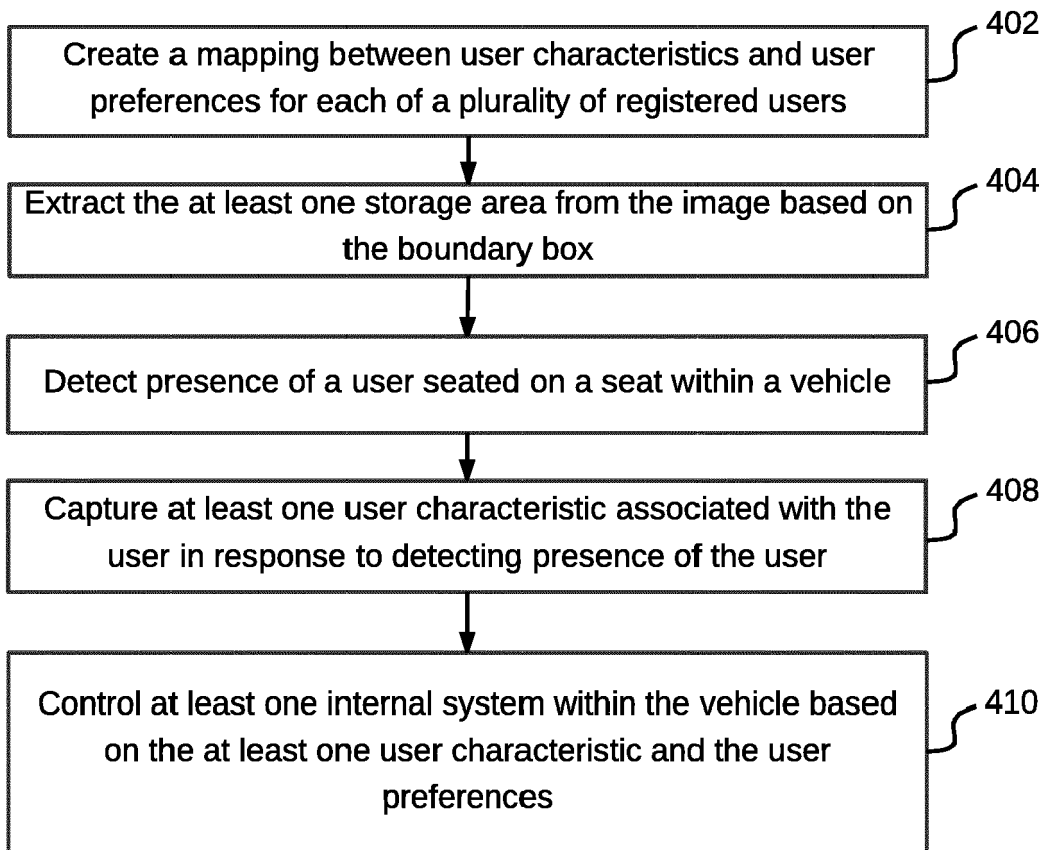 402
Create a mapping between user characteristics and user
preferences for each of a plurality of registered users
404
Extract the at least one storage area from the image based on
the boundary box
406
Detect presence of a user seated on a seat within a vehicle
408
Capture at least one user characteristic associated with the
user in response to detecting presence of the user
410
Control at least one internal system within the vehicle based
on the at least one user characteristic and the user
preferences